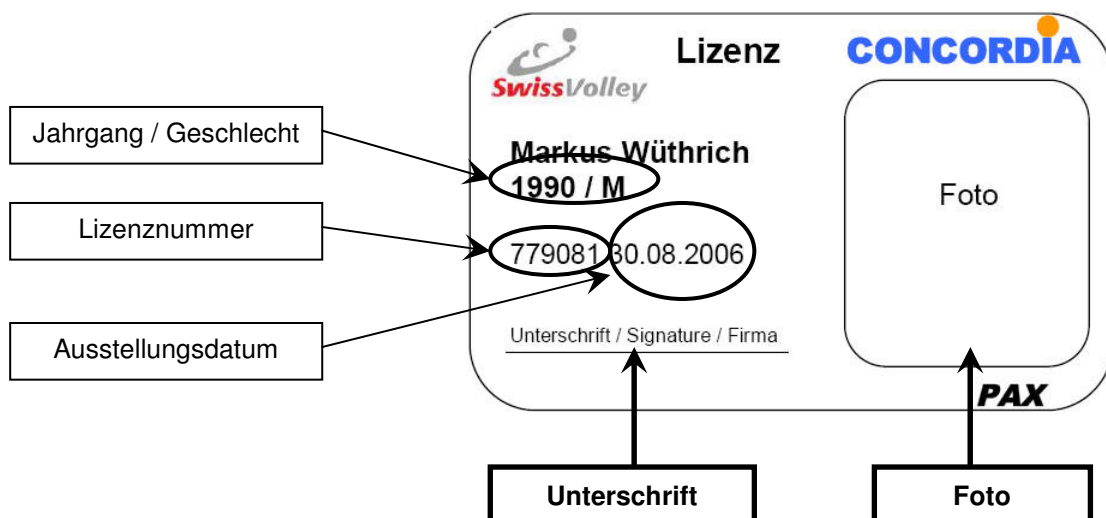 SwissVolley
Lizenz
CONCORDIA
Jahrgang / Geschlecht
Markus Wüthrich
1990 / M
Foto
Lizenznummer
779081 30.08.2006
Ausstellungsdatum
Unterschrift / Signature / Firma
PAX
Unterschrift
Foto